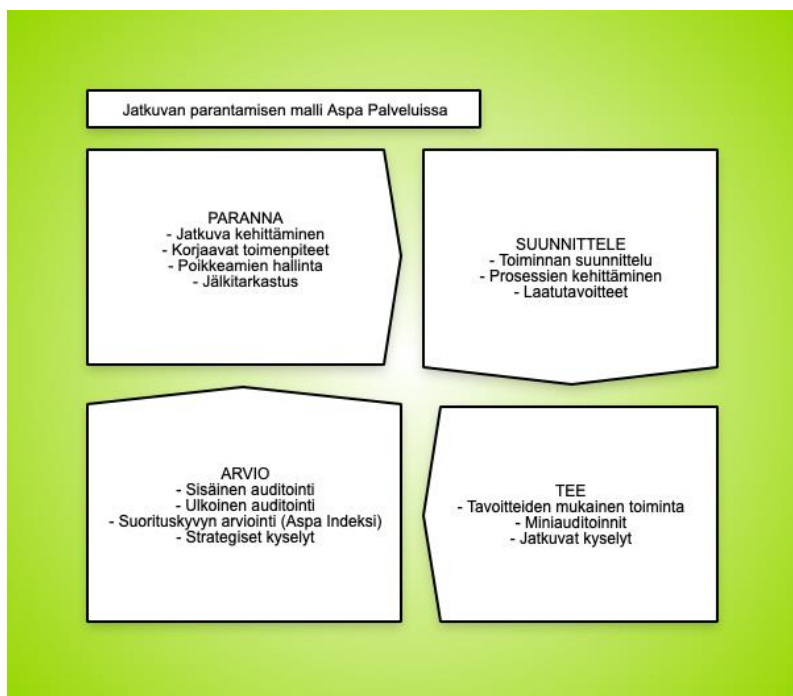 Jatkuvan parantamisen malli Aspa Palveluissa
PARANNA
- Jatkuva kehittäminen
- Korjaavat toimenpiteet
- Poikkeamien hallinta
- Jälkitarkastus
SUUNNITTELE
- Toiminnan suunnittelu
- Prosessien kehittäminen
- Laatutavoitteet
ARVIO
- Sisäinen auditointi
- Ulkoinen auditointi
- Suorituskyvyn arviointi (Aspa Indeksi)
- Strategiset kyselyt
TEE
- Tavoitteiden mukainen toiminta
- Miniauditoinnit
- Jatkuvat kyselyt